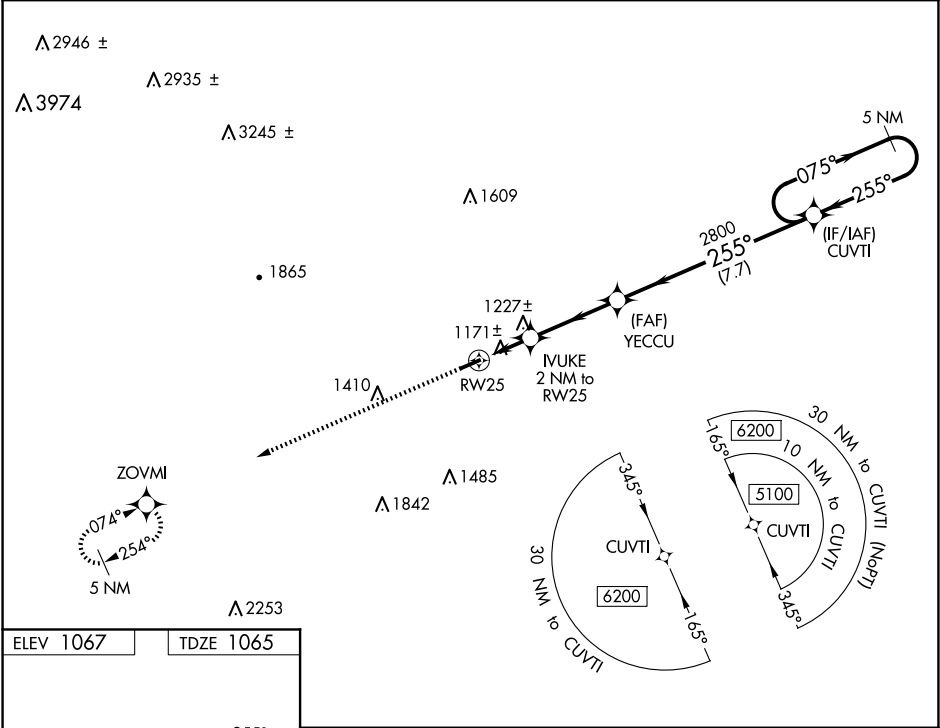 2946 ±
2935 ±
3974
3245 ±
5 NM
075°
255°
1609
(IF/IAF)
CUVTI
2800
255°
(7.7)
1865
1227±
(FAF)
YECCU
1171±
IVUKE
2 NM to
RW25
RW25
1410
30 NM to CUVTI (NoPT)
165°
6200
10 NM to CUVTI
5100
CUVTI
345°
ZOVMI
074°
254°
5 NM
1485
1842
345°
CUVTI
6200
165°
30 NM to CUVTI
2253
ELEV 1067
TDZE 1065